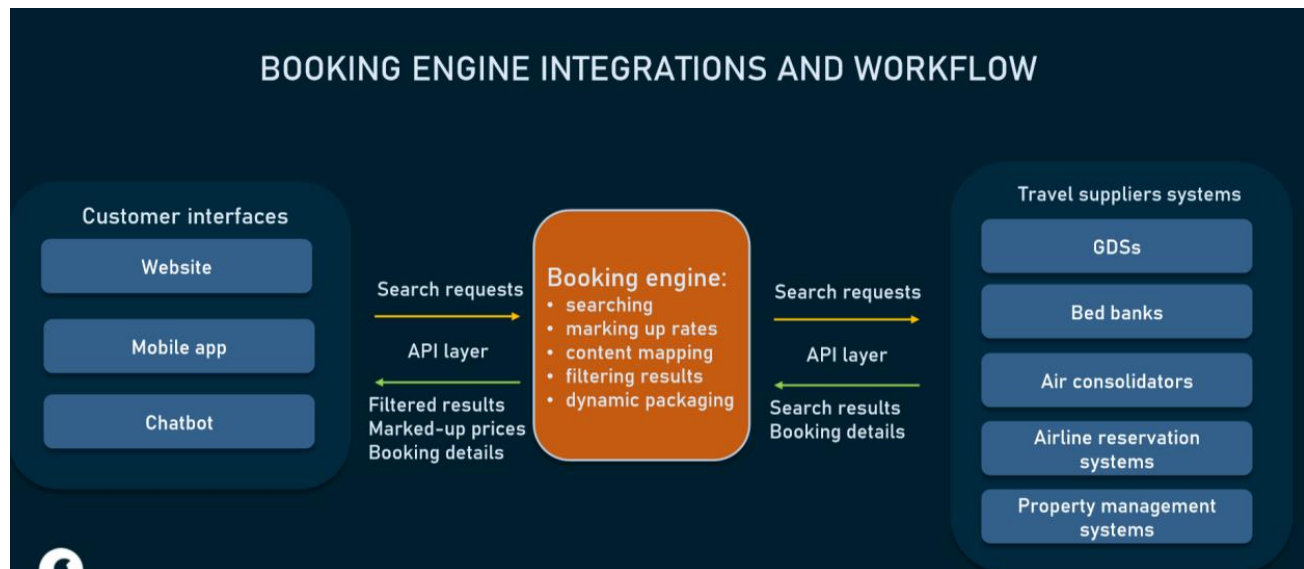 BOOKING ENGINE INTEGRATIONS AND WORKFLOW
Customer interfaces
Website
Mobile app
Chatbot
Search requests
API layer
Filtered results
Marked-up prices
Booking details
Booking engine:
• searching
• marking up rates
• content mapping
• filtering results
• dynamic packaging
Search requests
API layer
Search results
Booking details
Travel suppliers systems
GDSs
Bed banks
Air consolidators
Airline reservation
systems
Property management
systems